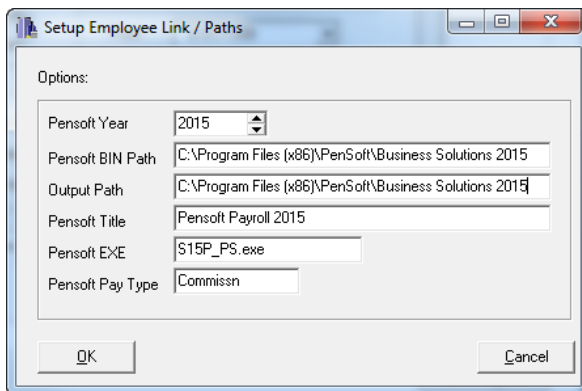 Setup Employee Link / Paths
Options:
Pensoft Year 2015
Pensoft BIN Path C:\Program Files (x86)\PenSoft\Business Solutions 2015
Output Path C:\Program Files (x86)\PenSoft\Business Solutions 2015
Pensoft Title Pensoft Payroll 2015
Pensoft EXE S15P_PS.exe
Pensoft Pay Type Commissn
OK Cancel